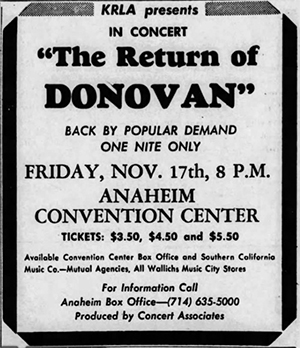 KRLA presents
IN CONCERT
"The Return of
DONOVAN"
BACK BY POPULAR DEMAND
ONE NITE ONLY
FRIDAY, NOV. 17th, 8 P.M.
ANAHEIM
CONVENTION CENTER
TICKETS: $3.50, $4.50 and $5.50
Available Convention Center Box Office and Southern California
Music Co.—Mutual Agencies, All Wallichs Music City Stores
For Information Call
Anaheim Box Office—(714) 635-5000
Produced by Concert Associates